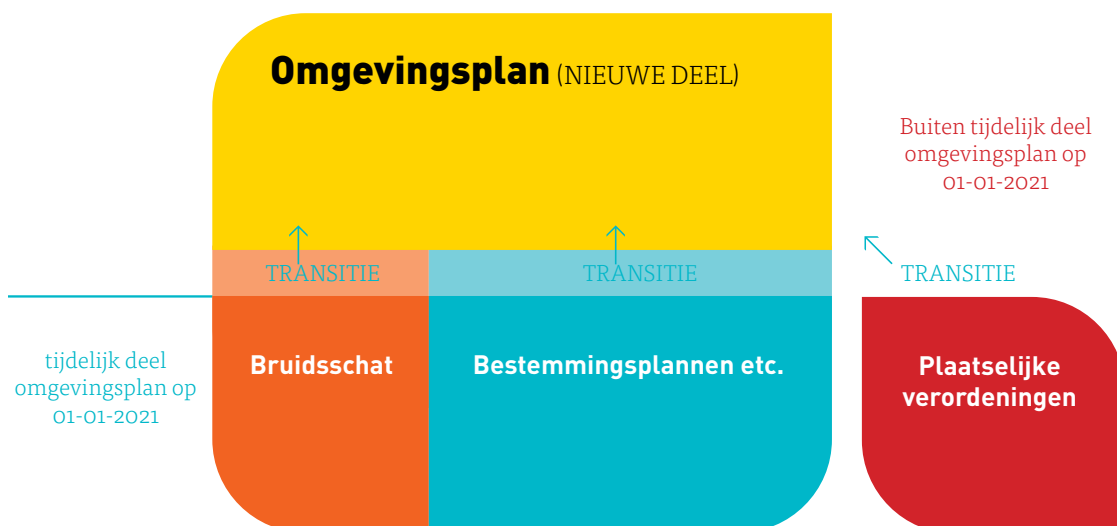 Omgevingsplan (NIEUWE DEEL)
Buiten tijdelijk deel
omgevingsplan op
01-01-2021
TRANSITIE
TRANSITIE
TRANSITIE
tijdelijk deel
omgevingsplan op
01-01-2021
Bruidsschat
Bestemmingsplannen etc.
Plaatselijke
verordeningen